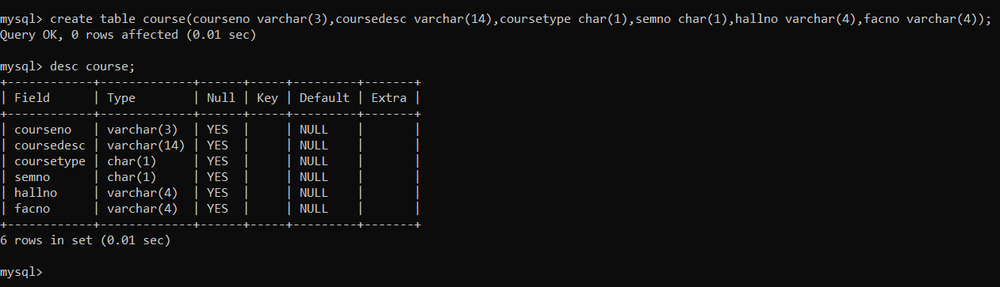 mysql> create table course(courseno varchar(3),coursedesc varchar(14),coursetype char(1),semno char(1),hallno varchar(4),facno varchar(4));
Query OK, 0 rows affected (0.01 sec)
mysql> desc course;
+------------+-------------+------+-----+---------+-------+
| Field      | Type        | Null | Key | Default | Extra |
+------------+-------------+------+-----+---------+-------+
| courseno   | varchar(3)  | YES  |     | NULL    |       |
| coursedesc | varchar(14) | YES  |     | NULL    |       |
| coursetype | char(1)     | YES  |     | NULL    |       |
| semno      | char(1)     | YES  |     | NULL    |       |
| hallno     | varchar(4)  | YES  |     | NULL    |       |
| facno      | varchar(4)  | YES  |     | NULL    |       |
+------------+-------------+------+-----+---------+-------+
6 rows in set (0.01 sec)
mysql>